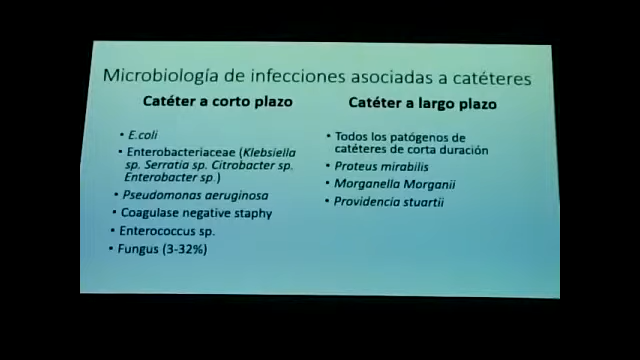 Microbiología de infecciones asociadas a catéteres
Catéter a corto plazo
• E.coli
• Enterobacteriaceae (Klebsiella
sp. Serratia sp. Citrobacter sp.
Enterobacter sp.)
• Pseudomonas aeruginosa
• Coagulase negative staphy
• Enterococcus sp.
• Fungus (3-32%)
Catéter a largo plazo
• Todos los patógenos de
catéteres de corta duración
• Proteus mirabilis
• Morganella Morganii
• Providencia stuartii